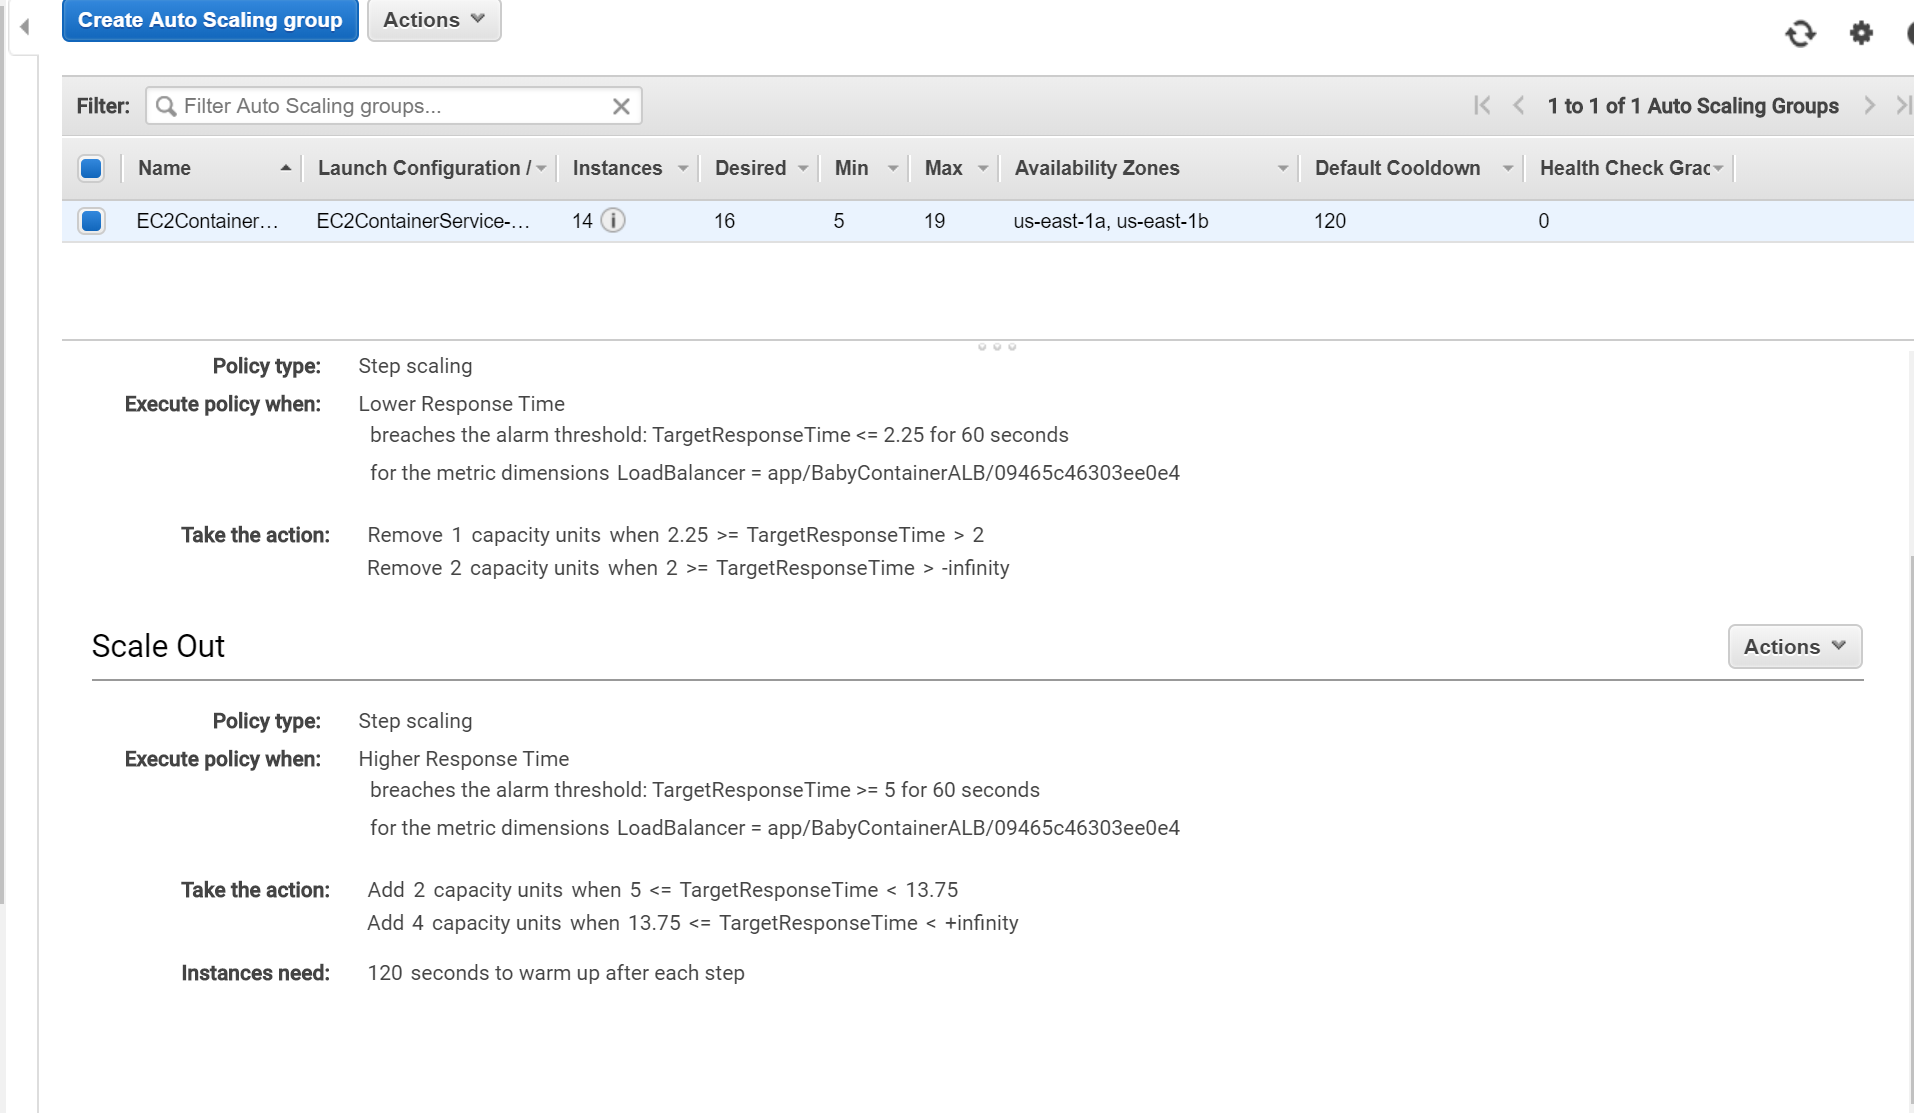 Create Auto Scaling group Actions
Filter: Filter Auto Scaling groups... 1 to 1 of 1 Auto Scaling Groups
Name Launch Configuration / Instances Desired Min Max Availability Zones Default Cooldown Health Check Grac
EC2Container... EC2ContainerService-... 14 16 5 19 us-east-1a, us-east-1b 120 0
Policy type: Step scaling
Execute policy when: Lower Response Time
breaches the alarm threshold: TargetResponseTime <= 2.25 for 60 seconds
for the metric dimensions LoadBalancer = app/BabyContainerALB/09465c46303ee0e4
Take the action: Remove 1 capacity units when 2.25 >= TargetResponseTime > 2
Remove 2 capacity units when 2 >= TargetResponseTime > -infinity
Scale Out Actions
Policy type: Step scaling
Execute policy when: Higher Response Time
breaches the alarm threshold: TargetResponseTime >= 5 for 60 seconds
for the metric dimensions LoadBalancer = app/BabyContainerALB/09465c46303ee0e4
Take the action: Add 2 capacity units when 5 <= TargetResponseTime < 13.75
Add 4 capacity units when 13.75 <= TargetResponseTime < +infinity
Instances need: 120 seconds to warm up after each step